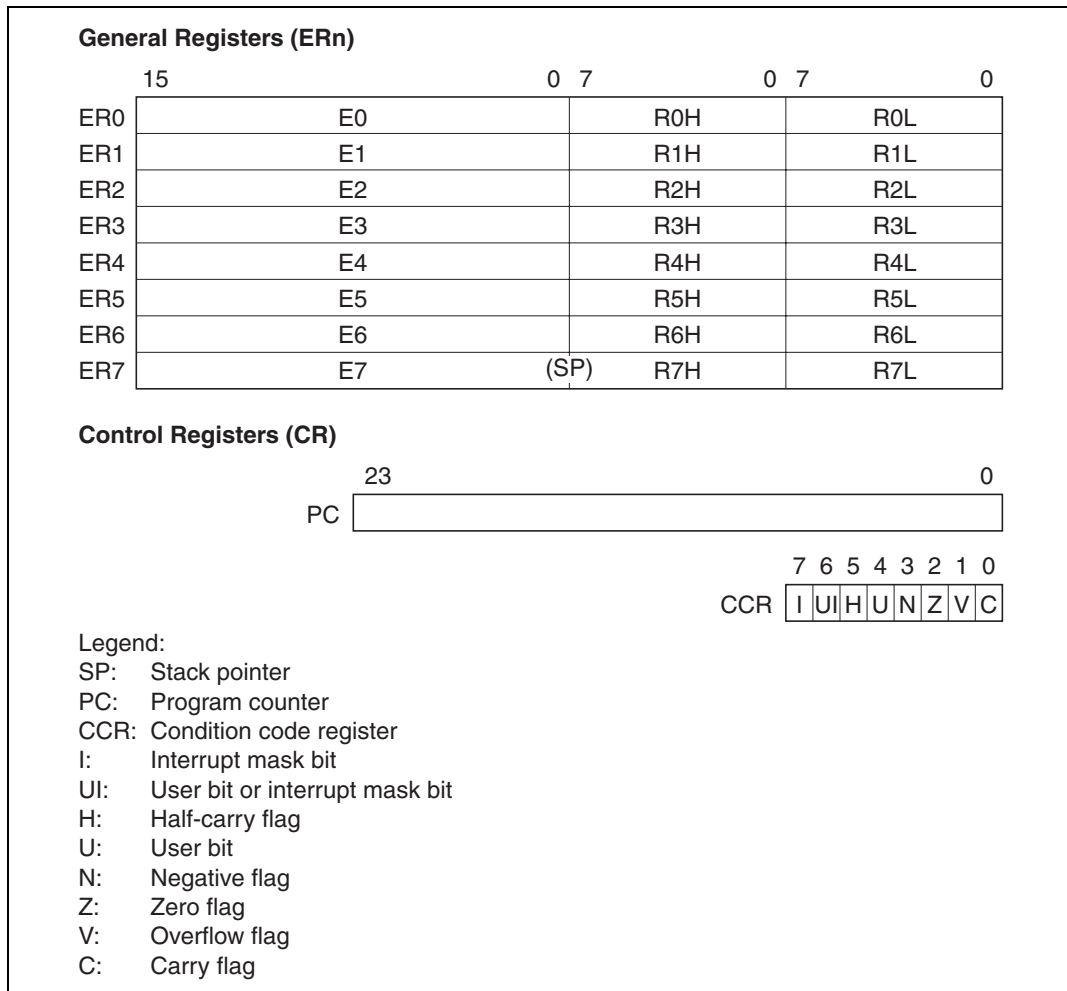 General Registers (ERn)
15 0 7 0 7 0
ER0 E0 R0H R0L
ER1 E1 R1H R1L
ER2 E2 R2H R2L
ER3 E3 R3H R3L
ER4 E4 R4H R4L
ER5 E5 R5H R5L
ER6 E6 R6H R6L
ER7 E7 (SP) R7H R7L
Control Registers (CR)
23 0
PC
7 6 5 4 3 2 1 0
CCR I UI H U N Z V C
Legend:
SP: Stack pointer
PC: Program counter
CCR: Condition code register
I: Interrupt mask bit
UI: User bit or interrupt mask bit
H: Half-carry flag
U: User bit
N: Negative flag
Z: Zero flag
V: Overflow flag
C: Carry flag